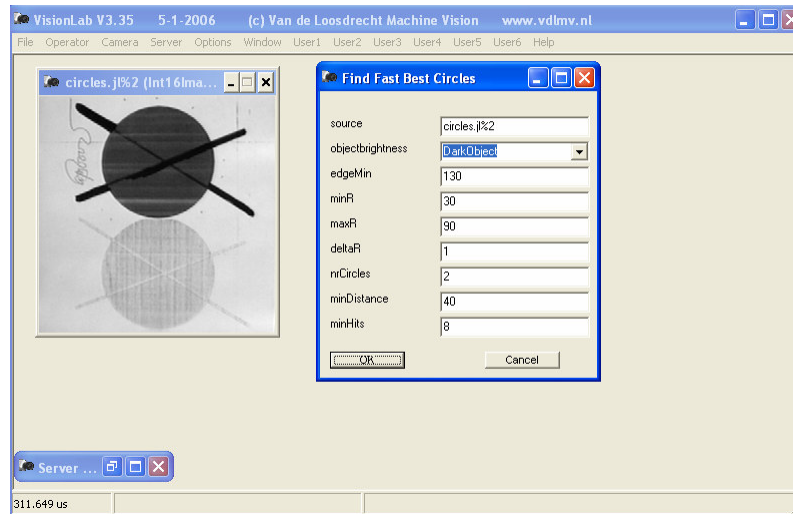 VisionLab V3.35 5-1-2006 (c) Van de Loosdrecht Machine Vision www.vdlmv.nl
File Operator Camera Server Options Window User1 User2 User3 User4 User5 User6 Help
circles.jl%2 (Int16Ima...
Find Fast Best Circles
source circles.jl%2
objectbrightness DarkObject
edgeMin 130
minR 30
maxR 90
deltaR 1
nrCircles 2
minDistance 40
minHits 8
OK Cancel
Server ...
311.649 us